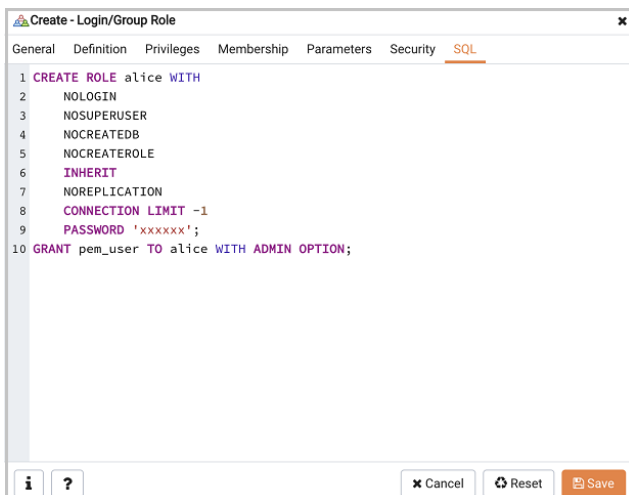 Create - Login/Group Role
General Definition Privileges Membership Parameters Security SQL
1 CREATE ROLE alice WITH
2 NOLOGIN
3 NOSUPERUSER
4 NOCREATEDB
5 NOCREATEROLE
6 INHERIT
7 NOREPLICATION
8 CONNECTION LIMIT -1
9 PASSWORD 'xxxxxx';
10 GRANT pem_user TO alice WITH ADMIN OPTION;
i ? Cancel Reset Save